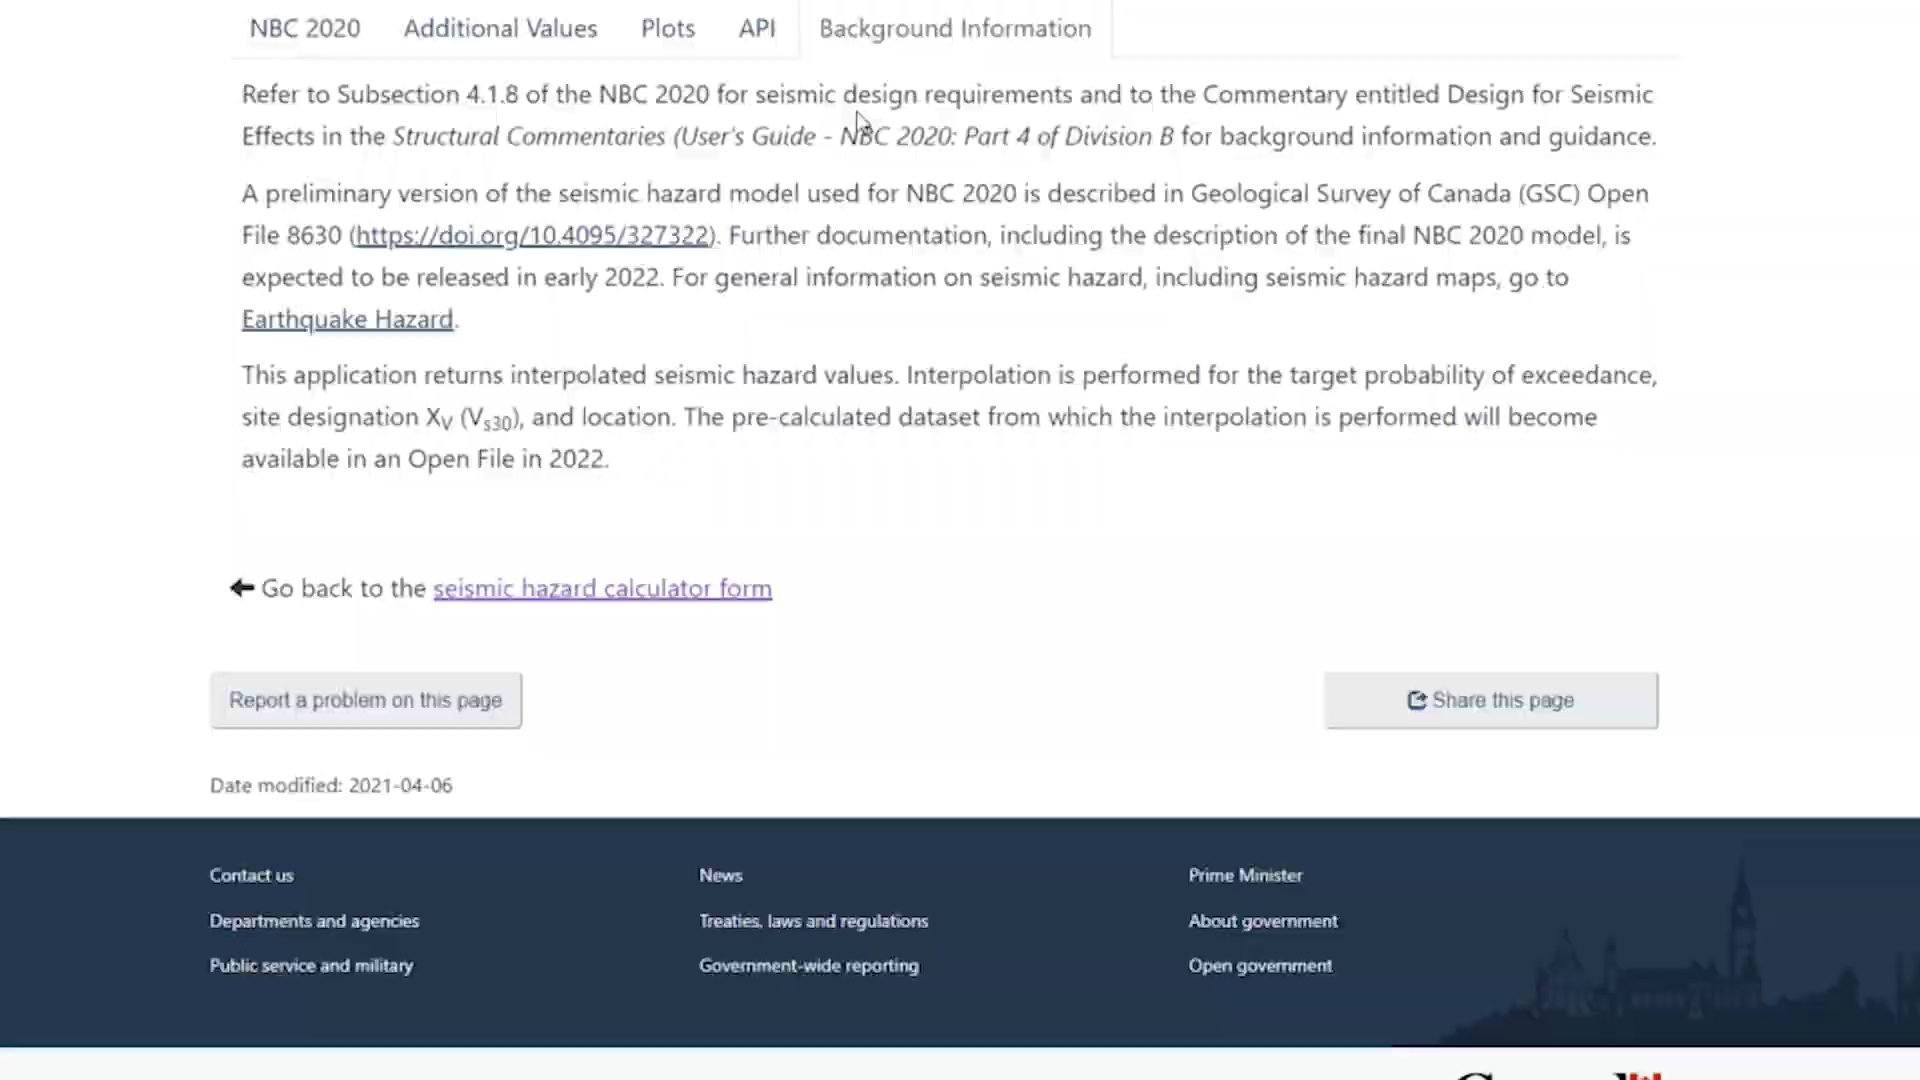 NBC 2020 Additional Values Plots API Background Information
Refer to Subsection 4.1.8 of the NBC 2020 for seismic design requirements and to the Commentary entitled Design for Seismic
Effects in the Structural Commentaries (User's Guide - NBC 2020: Part 4 of Division B for background information and guidance.
A preliminary version of the seismic hazard model used for NBC 2020 is described in Geological Survey of Canada (GSC) Open
File 8630 (https://doi.org/10.4095/327322). Further documentation, including the description of the final NBC 2020 model, is
expected to be released in early 2022. For general information on seismic hazard, including seismic hazard maps, go to
Earthquake Hazard.
This application returns interpolated seismic hazard values. Interpolation is performed for the target probability of exceedance,
site designation XV (Vs30), and location. The pre-calculated dataset from which the interpolation is performed will become
available in an Open File in 2022.
Go back to the seismic hazard calculator form
Report a problem on this page
Share this page
Date modified: 2021-04-06
Contact us News Prime Minister
Departments and agencies Treaties, laws and regulations About government
Public service and military Government-wide reporting Open government